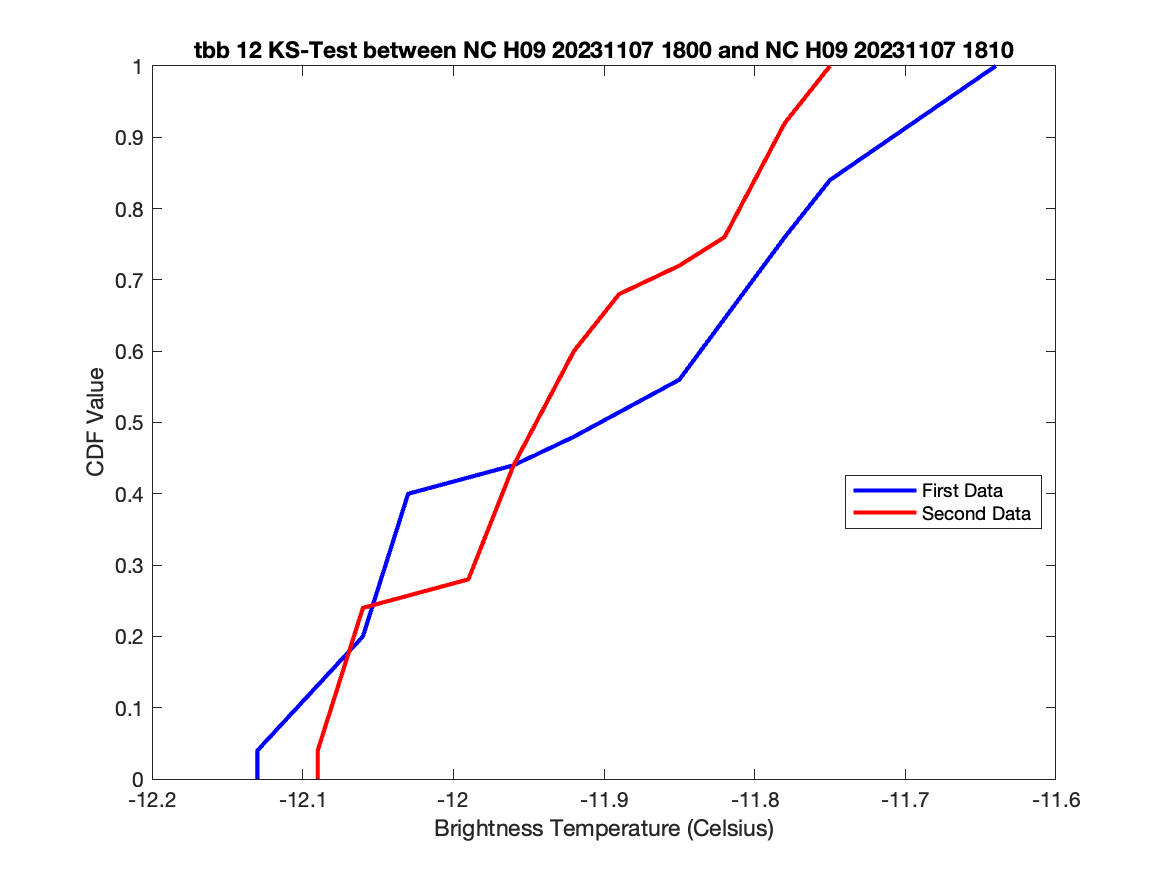 tbb 12 KS-Test between NC H09 20231107 1800 and NC H09 20231107 1810
1
0.9
0.8
0.7
0.6
0.5
0.4
0.3
0.2
0.1
0
CDF Value
First Data
Second Data
-12.2 -12.1 -12 -11.9 -11.8 -11.7 -11.6
Brightness Temperature (Celsius)